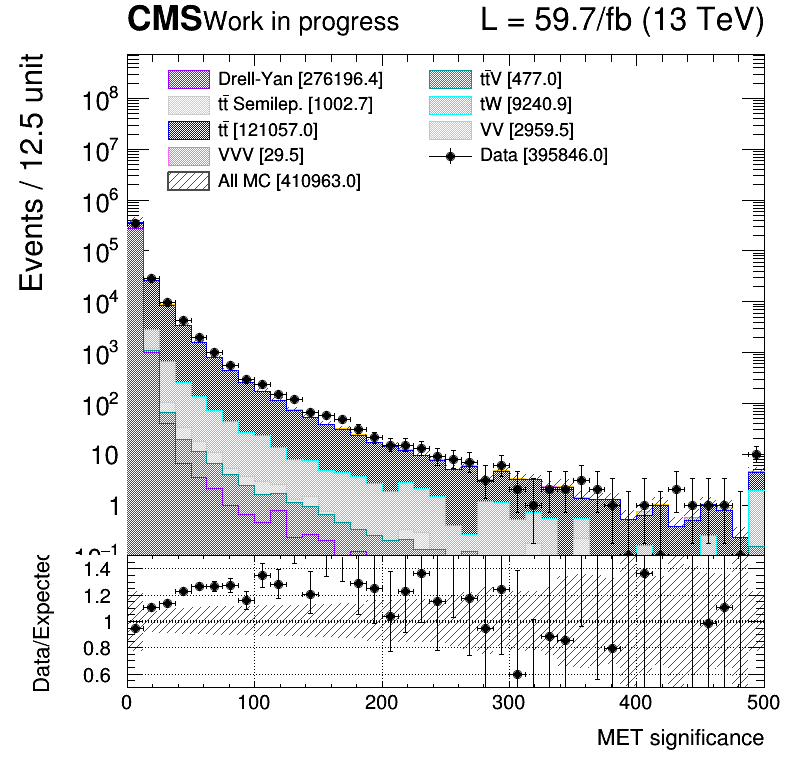 CMS Work in progress L = 59.7/fb (13 TeV)
Events / 12.5 unit
Drell-Yan [276196.4]
tt̄ Semilep. [1002.7]
tt̄ [121057.0]
VVV [29.5]
All MC [410963.0]
tt̄V [477.0]
tW [9240.9]
VV [2959.5]
Data [395846.0]
10⁸
10⁷
10⁶
10⁵
10⁴
10³
10²
10
1
10⁻¹
Data/Expected
1.4
1.2
1
0.8
0.6
0 100 200 300 400 500
MET significance